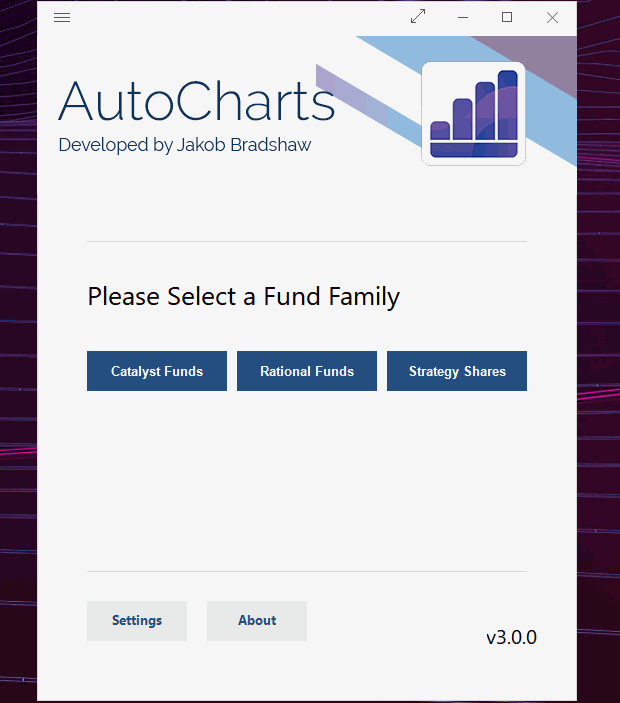 AutoCharts
Developed by Jakob Bradshaw
Please Select a Fund Family
Catalyst Funds
Rational Funds
Strategy Shares
Settings
About
v3.0.0